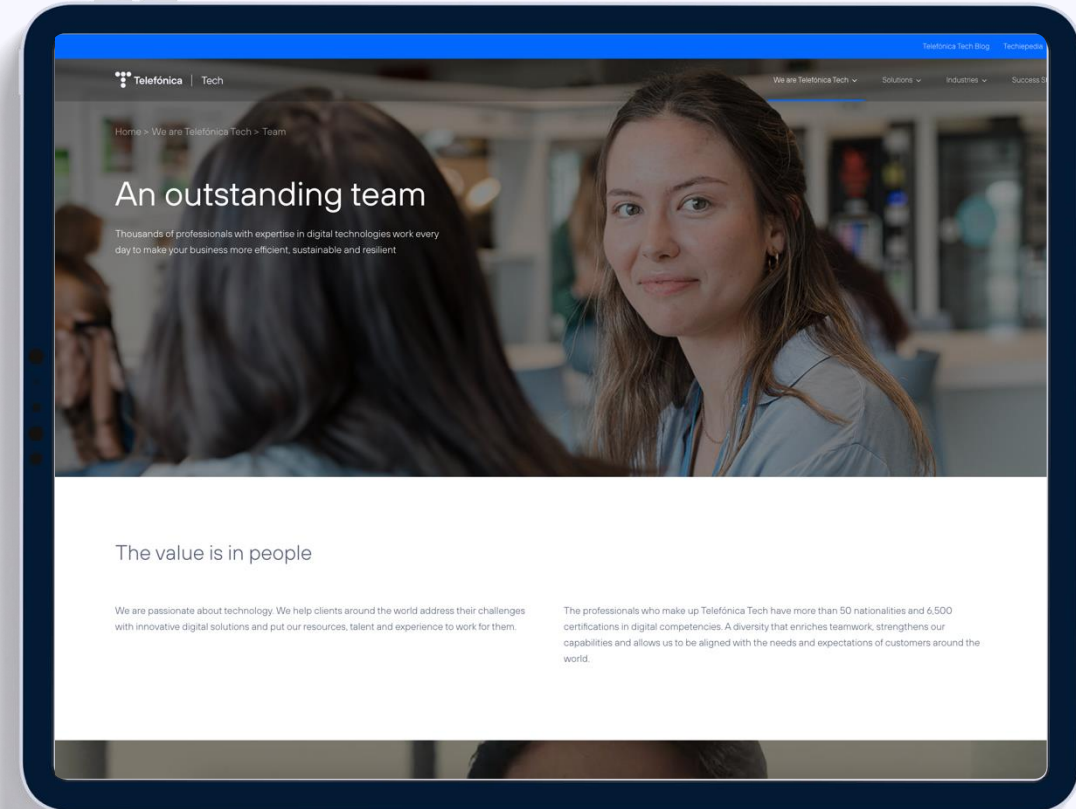 Telefónica Tech Blog Techiepedia
Telefónica | Tech
We are Telefónica Tech Solutions Industries Success
Home > We are Telefónica Tech > Team
An outstanding team
Thousands of professionals with expertise in digital technologies work every
day to make your business more efficient, sustainable and resilient
The value is in people
We are passionate about technology. We help clients around the world address their challenges
with innovative digital solutions and put our resources, talent and experience to work for them.
The professionals who make up Telefónica Tech have more than 50 nationalities and 6,500
certifications in digital competencies. A diversity that enriches teamwork, strengthens our
capabilities and allows us to be aligned with the needs and expectations of customers around the
world.